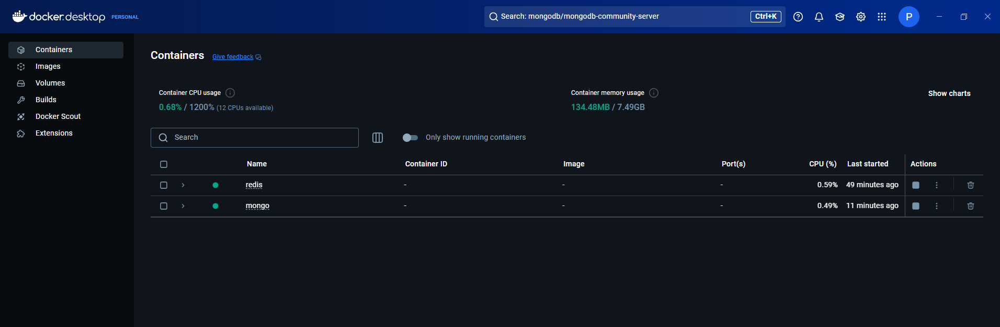 docker.desktop PERSONAL
Search: mongodb/mongodb-community-server Ctrl+K
P
Containers
Images
Volumes
Builds
Docker Scout
Extensions
Containers Give feedback
Container CPU usage
0.68% / 1200% (12 CPUs available)
Container memory usage
134.48MB / 7.49GB
Show charts
Search
Only show running containers
Name Container ID Image Port(s) CPU (%) Last started Actions
redis - - - 0.59% 49 minutes ago
mongo - - - 0.49% 11 minutes ago